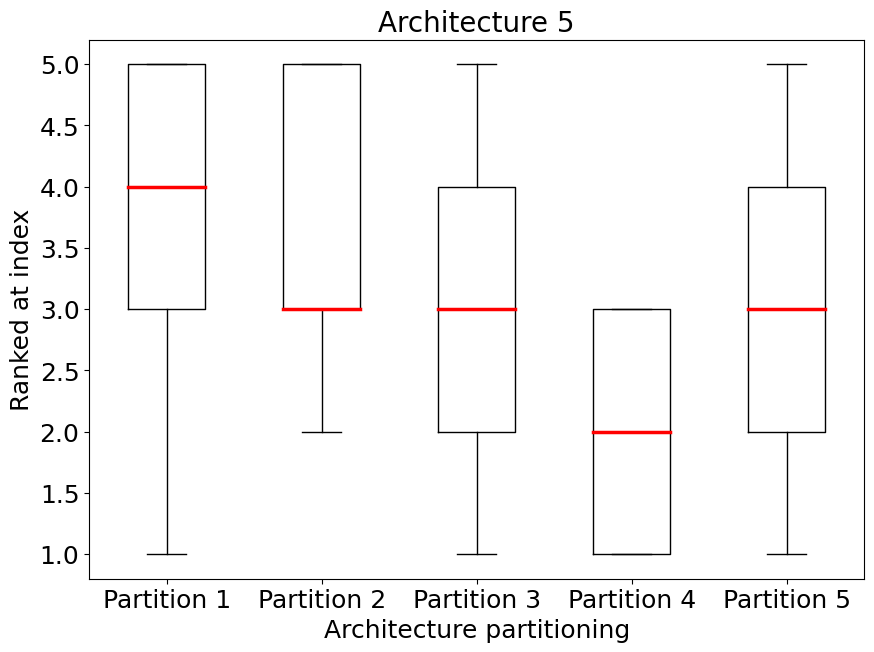 Architecture 5
Ranked at index
5.0
4.5
4.0
3.5
3.0
2.5
2.0
1.5
1.0
Partition 1 Partition 2 Partition 3 Partition 4 Partition 5
Architecture partitioning